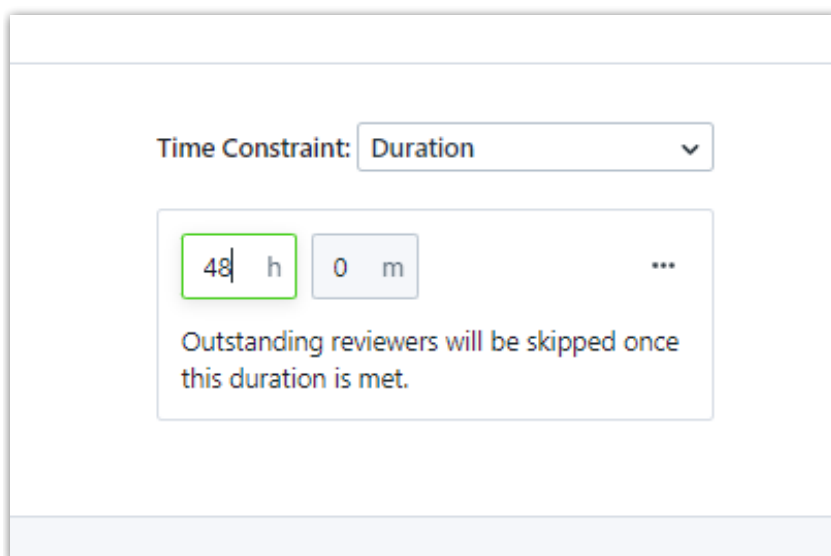 Time Constraint: Duration
48 h 0 m
Outstanding reviewers will be skipped once
this duration is met.